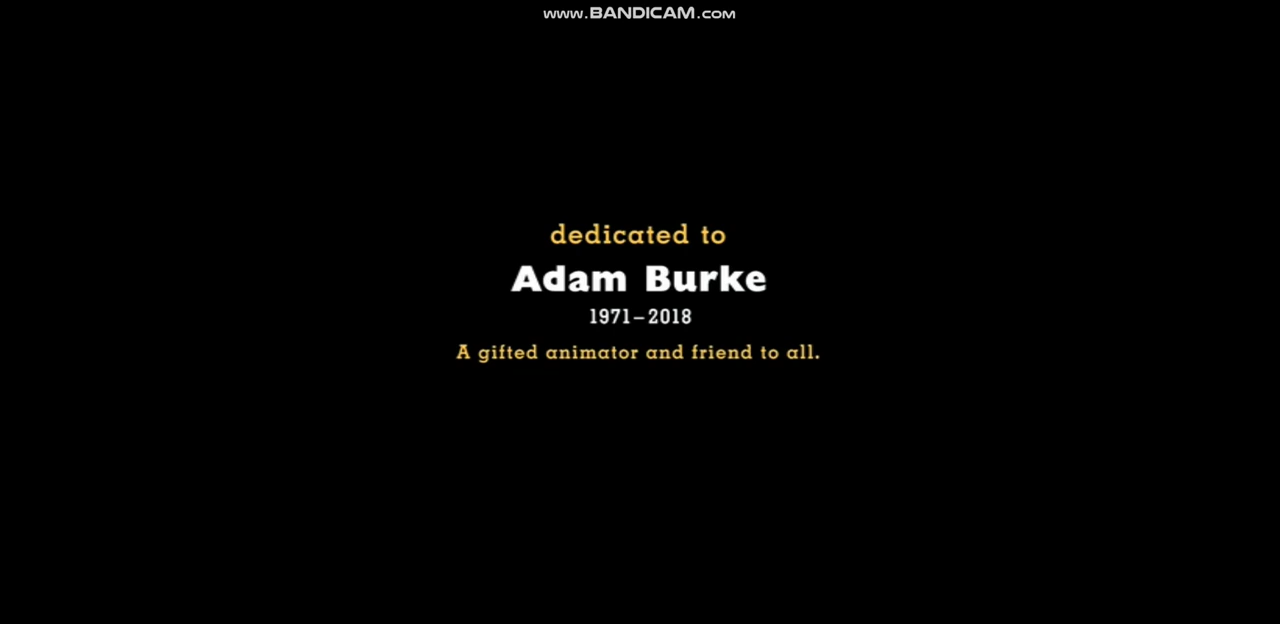 www.BANDICAM.com
dedicated to
Adam Burke
1971–2018
A gifted animator and friend to all.